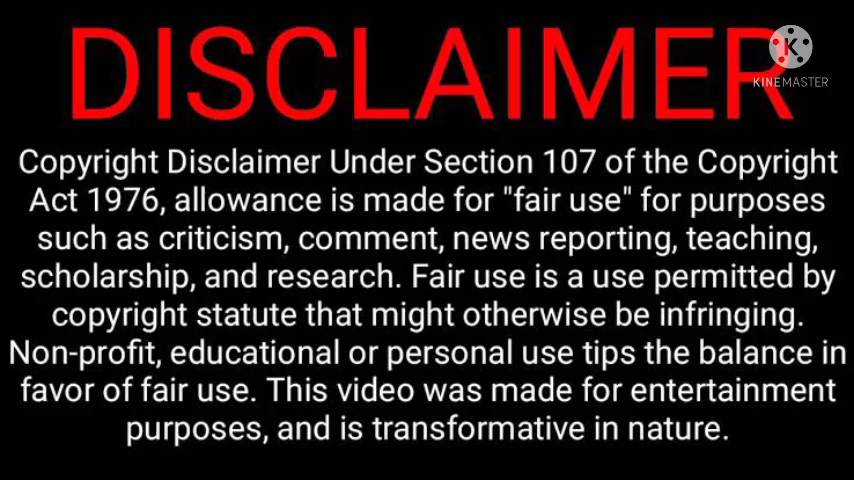 DISCLAIMER
K
KINEMASTER
Copyright Disclaimer Under Section 107 of the Copyright
Act 1976, allowance is made for "fair use" for purposes
such as criticism, comment, news reporting, teaching,
scholarship, and research. Fair use is a use permitted by
copyright statute that might otherwise be infringing.
Non-profit, educational or personal use tips the balance in
favor of fair use. This video was made for entertainment
purposes, and is transformative in nature.